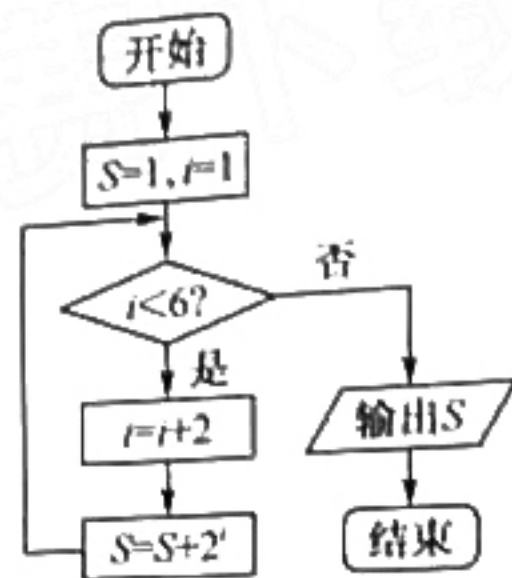 开始
S=1, i=1
i<6?
否
是
i=i+2
输出S
S=S+2^i
结束